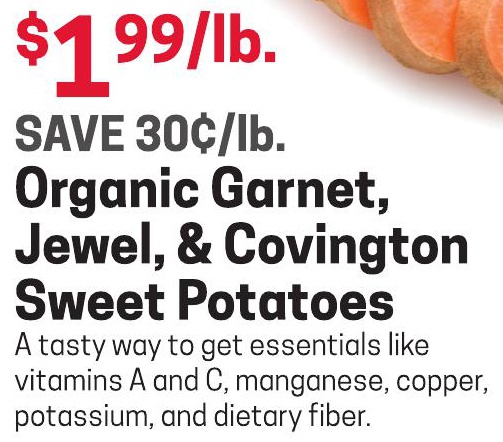 $1 99/lb.
SAVE 30¢/lb.
Organic Garnet,
Jewel, & Covington
Sweet Potatoes
A tasty way to get essentials like
vitamins A and C, manganese, copper,
potassium, and dietary fiber.